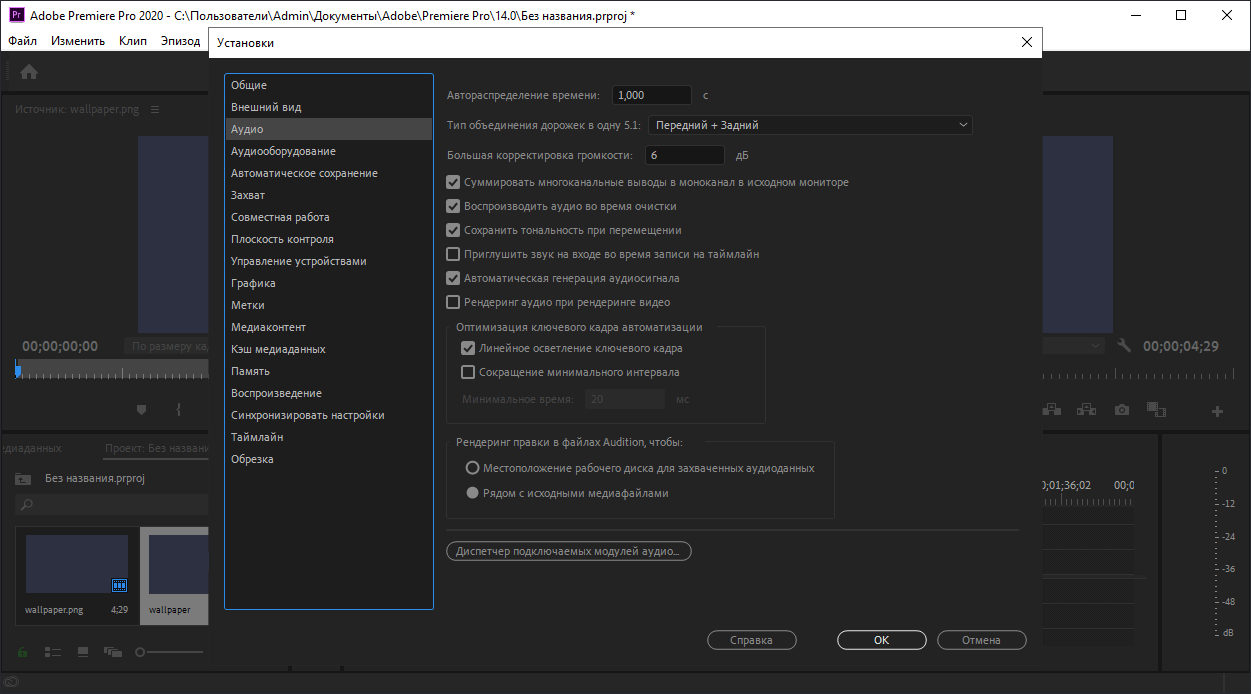 Adobe Premiere Pro 2020 - C:\Пользователи\Admin\Документы\Adobe\Premiere Pro\14.0\Без названия.prproj *
Файл Изменить Клип Эпизод
Установки
Источник: wallpaper.png
Общие
Внешний вид
Аудио
Аудиооборудование
Автоматическое сохранение
Захват
Совместная работа
Плоскость контроля
Управление устройствами
Графика
Метки
Медиаконтент
Кэш медиаданных
Память
Воспроизведение
Синхронизировать настройки
Таймлайн
Обрезка
Автораспределение времени: 1,000 с
Тип объединения дорожек в одну 5.1: Передний + Задний
Большая корректировка громкости: 6 дБ
Суммировать многоканальные выводы в моноканал в исходном мониторе
Воспроизводить аудио во время очистки
Сохранить тональность при перемещении
Приглушить звук на входе во время записи на таймлайн
Автоматическая генерация аудиосигнала
Рендеринг аудио при рендеринге видео
Оптимизация ключевого кадра автоматизации
Линейное осветление ключевого кадра
Сокращение минимального интервала
Минимальное время: 20 мс
Рендеринг правки в файлах Audition, чтобы:
Местоположение рабочего диска для захваченных аудиоданных
Рядом с исходными медиафайлами
Диспетчер подключаемых модулей аудио...
Справка
OK
Отмена
00;00;00;00
По размеру ка
00;00;04;29
едиаданных
Проект: Без названи
Без названия.prproj
wallpaper.png 4;29
wallpaper
0;01;36;02 00;0
0
-12
-24
-36
-48
dB